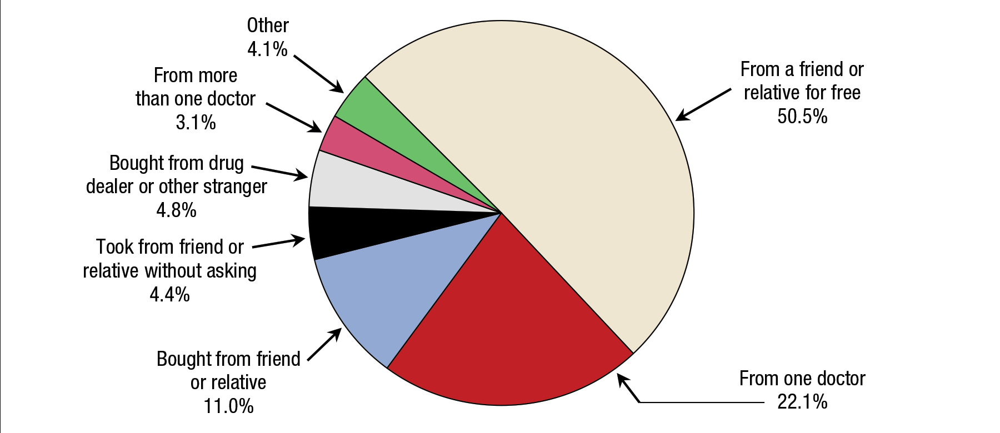 Other
4.1%
From more
than one doctor
3.1%
Bought from drug
dealer or other stranger
4.8%
Took from friend or
relative without asking
4.4%
Bought from friend
or relative
11.0%
From a friend or
relative for free
50.5%
From one doctor
22.1%